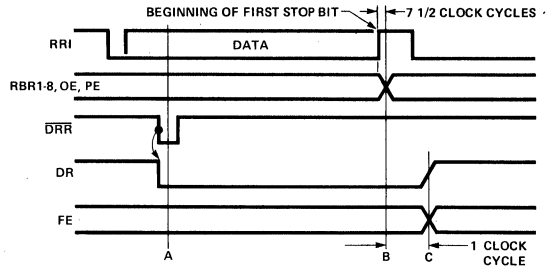 BEGINNING OF FIRST STOP BIT
7 1/2 CLOCK CYCLES
RRI
DATA
RBR1-8, OE, PE
DRR
DR
FE
A
B
C
1 CLOCK
CYCLE